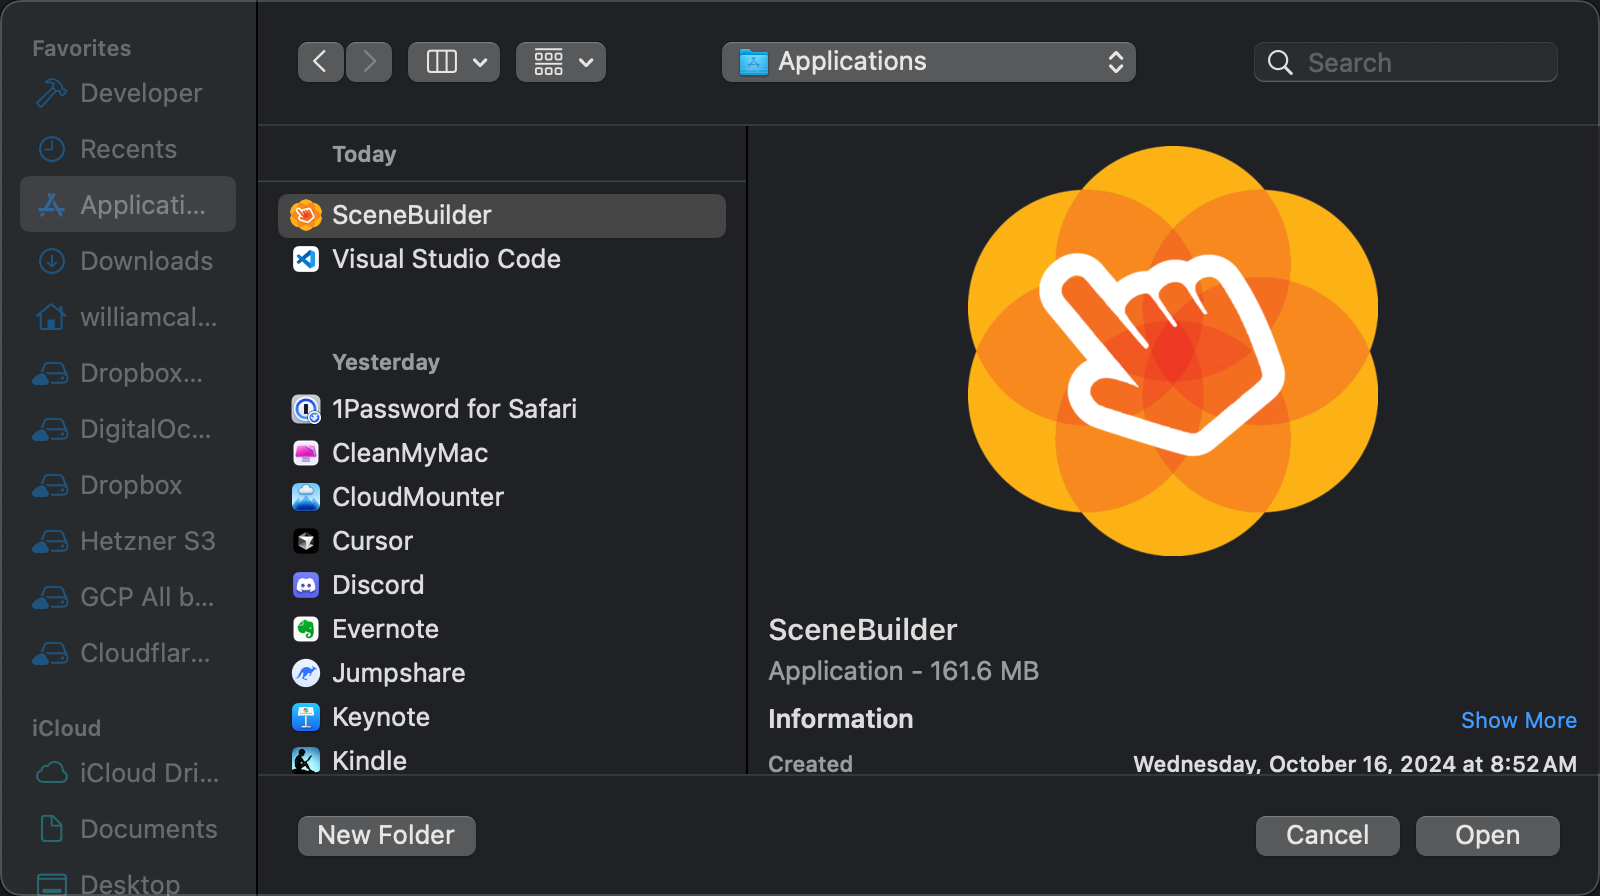 Favorites
Developer
Recents
Applicati...
Downloads
williamcal...
Dropbox...
DigitalOc...
Dropbox
Hetzner S3
GCP All b...
Cloudflar...
iCloud
iCloud Dri...
Documents
Desktop
Applications
Search
Today
SceneBuilder
Visual Studio Code
Yesterday
1Password for Safari
CleanMyMac
CloudMounter
Cursor
Discord
Evernote
Jumpshare
Keynote
Kindle
SceneBuilder
Application - 161.6 MB
Information
Show More
Created
Wednesday, October 16, 2024 at 8:52 AM
New Folder
Cancel
Open